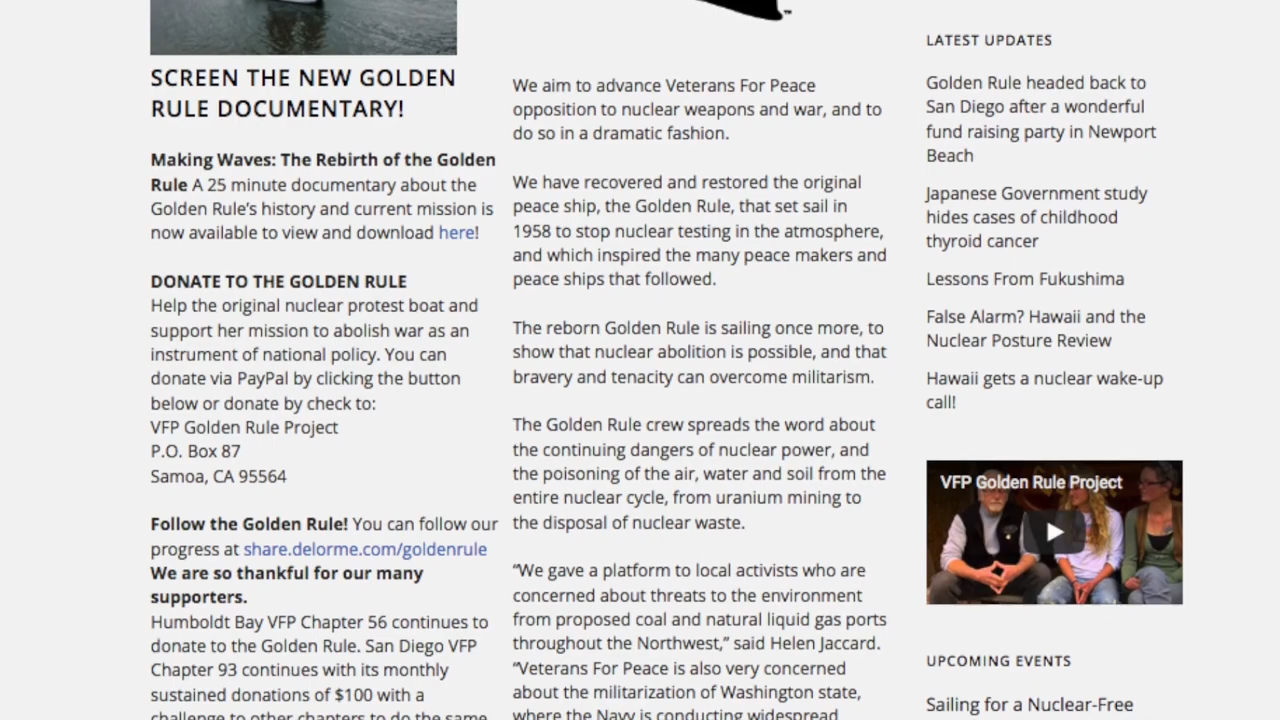 SCREEN THE NEW GOLDEN
RULE DOCUMENTARY!
Making Waves: The Rebirth of the Golden
Rule A 25 minute documentary about the
Golden Rule's history and current mission is
now available to view and download here!
DONATE TO THE GOLDEN RULE
Help the original nuclear protest boat and
support her mission to abolish war as an
instrument of national policy. You can
donate via PayPal by clicking the button
below or donate by check to:
VFP Golden Rule Project
P.O. Box 87
Samoa, CA 95564
Follow the Golden Rule! You can follow our
progress at share.delorme.com/goldenrule
We are so thankful for our many
supporters.
Humboldt Bay VFP Chapter 56 continues to
donate to the Golden Rule. San Diego VFP
Chapter 93 continues with its monthly
sustained donations of $100 with a
challenge to other chapters to do the same
™
We aim to advance Veterans For Peace
opposition to nuclear weapons and war, and to
do so in a dramatic fashion.
We have recovered and restored the original
peace ship, the Golden Rule, that set sail in
1958 to stop nuclear testing in the atmosphere,
and which inspired the many peace makers and
peace ships that followed.
The reborn Golden Rule is sailing once more, to
show that nuclear abolition is possible, and that
bravery and tenacity can overcome militarism.
The Golden Rule crew spreads the word about
the continuing dangers of nuclear power, and
the poisoning of the air, water and soil from the
entire nuclear cycle, from uranium mining to
the disposal of nuclear waste.
“We gave a platform to local activists who are
concerned about threats to the environment
from proposed coal and natural liquid gas ports
throughout the Northwest,” said Helen Jaccard.
“Veterans For Peace is also very concerned
about the militarization of Washington state,
where the Navy is conducting widespread
LATEST UPDATES
Golden Rule headed back to
San Diego after a wonderful
fund raising party in Newport
Beach
Japanese Government study
hides cases of childhood
thyroid cancer
Lessons From Fukushima
False Alarm? Hawaii and the
Nuclear Posture Review
Hawaii gets a nuclear wake-up
call!
VFP Golden Rule Project
UPCOMING EVENTS
Sailing for a Nuclear-Free